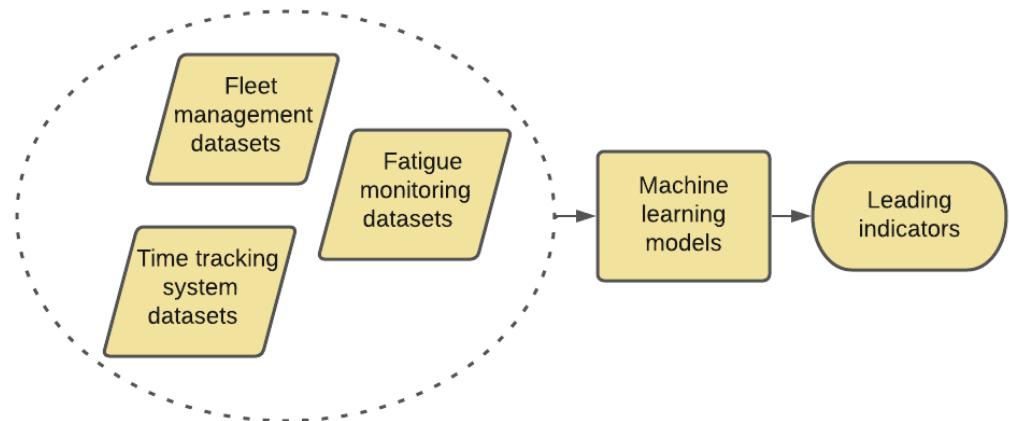 Fleet
management
datasets
Fatigue
monitoring
datasets
Time tracking
system
datasets
Machine
learning
models
Leading
indicators